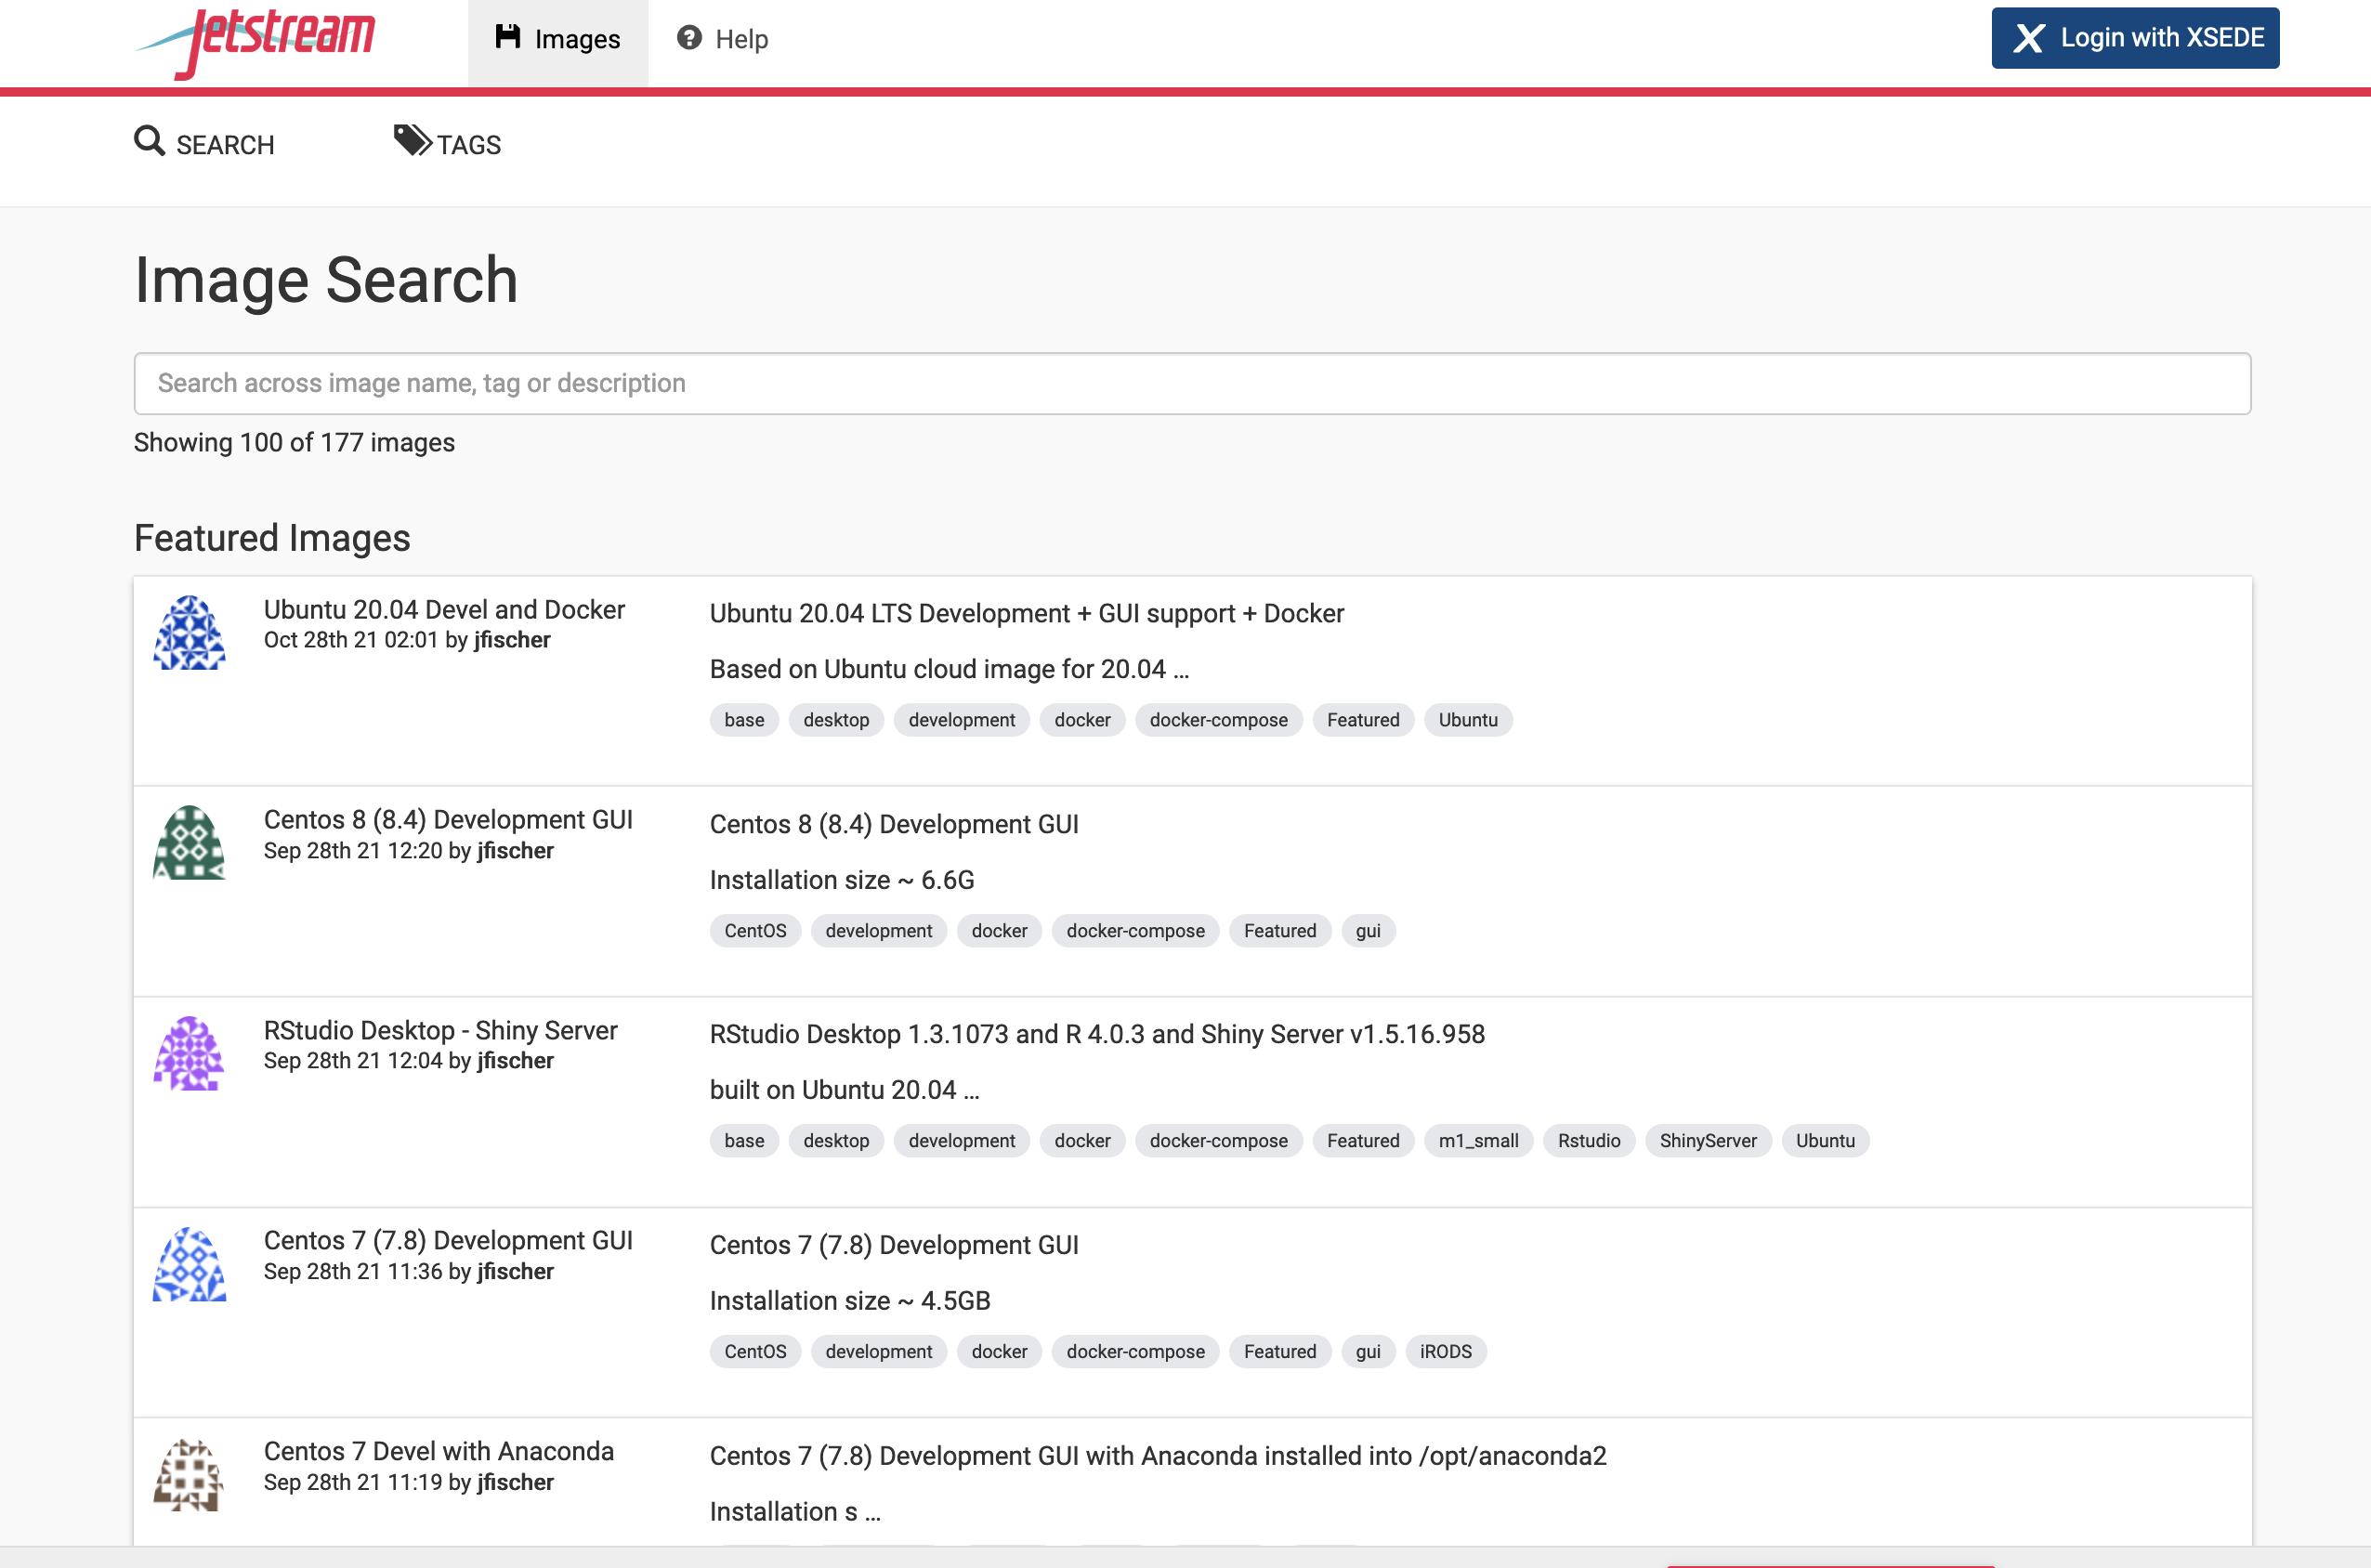 Jetstream
Images
Help
Login with XSEDE
SEARCH
TAGS
Image Search
Search across image name, tag or description
Showing 100 of 177 images
Featured Images
Ubuntu 20.04 Devel and Docker
Oct 28th 21 02:01 by jfischer
Ubuntu 20.04 LTS Development + GUI support + Docker
Based on Ubuntu cloud image for 20.04 ...
base desktop development docker docker-compose Featured Ubuntu
Centos 8 (8.4) Development GUI
Sep 28th 21 12:20 by jfischer
Centos 8 (8.4) Development GUI
Installation size ~ 6.6G
CentOS development docker docker-compose Featured gui
RStudio Desktop - Shiny Server
Sep 28th 21 12:04 by jfischer
RStudio Desktop 1.3.1073 and R 4.0.3 and Shiny Server v1.5.16.958
built on Ubuntu 20.04 ...
base desktop development docker docker-compose Featured m1_small Rstudio ShinyServer Ubuntu
Centos 7 (7.8) Development GUI
Sep 28th 21 11:36 by jfischer
Centos 7 (7.8) Development GUI
Installation size ~ 4.5GB
CentOS development docker docker-compose Featured gui iRODS
Centos 7 Devel with Anaconda
Sep 28th 21 11:19 by jfischer
Centos 7 (7.8) Development GUI with Anaconda installed into /opt/anaconda2
Installation s ...